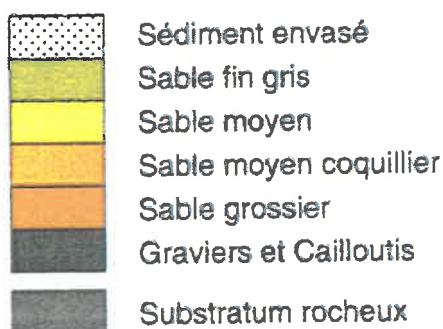 Sédiment envasé
Sable fin gris
Sable moyen
Sable moyen coquillier
Sable grossier
Graviers et Cailloutis
Substratum rocheux